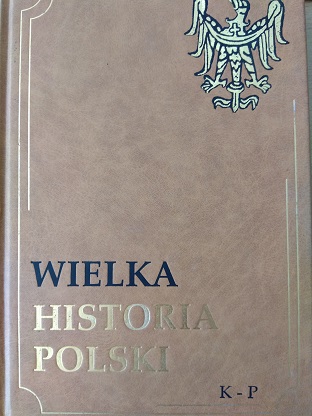 WIELKA
HISTORIA
POLSKI
K - P